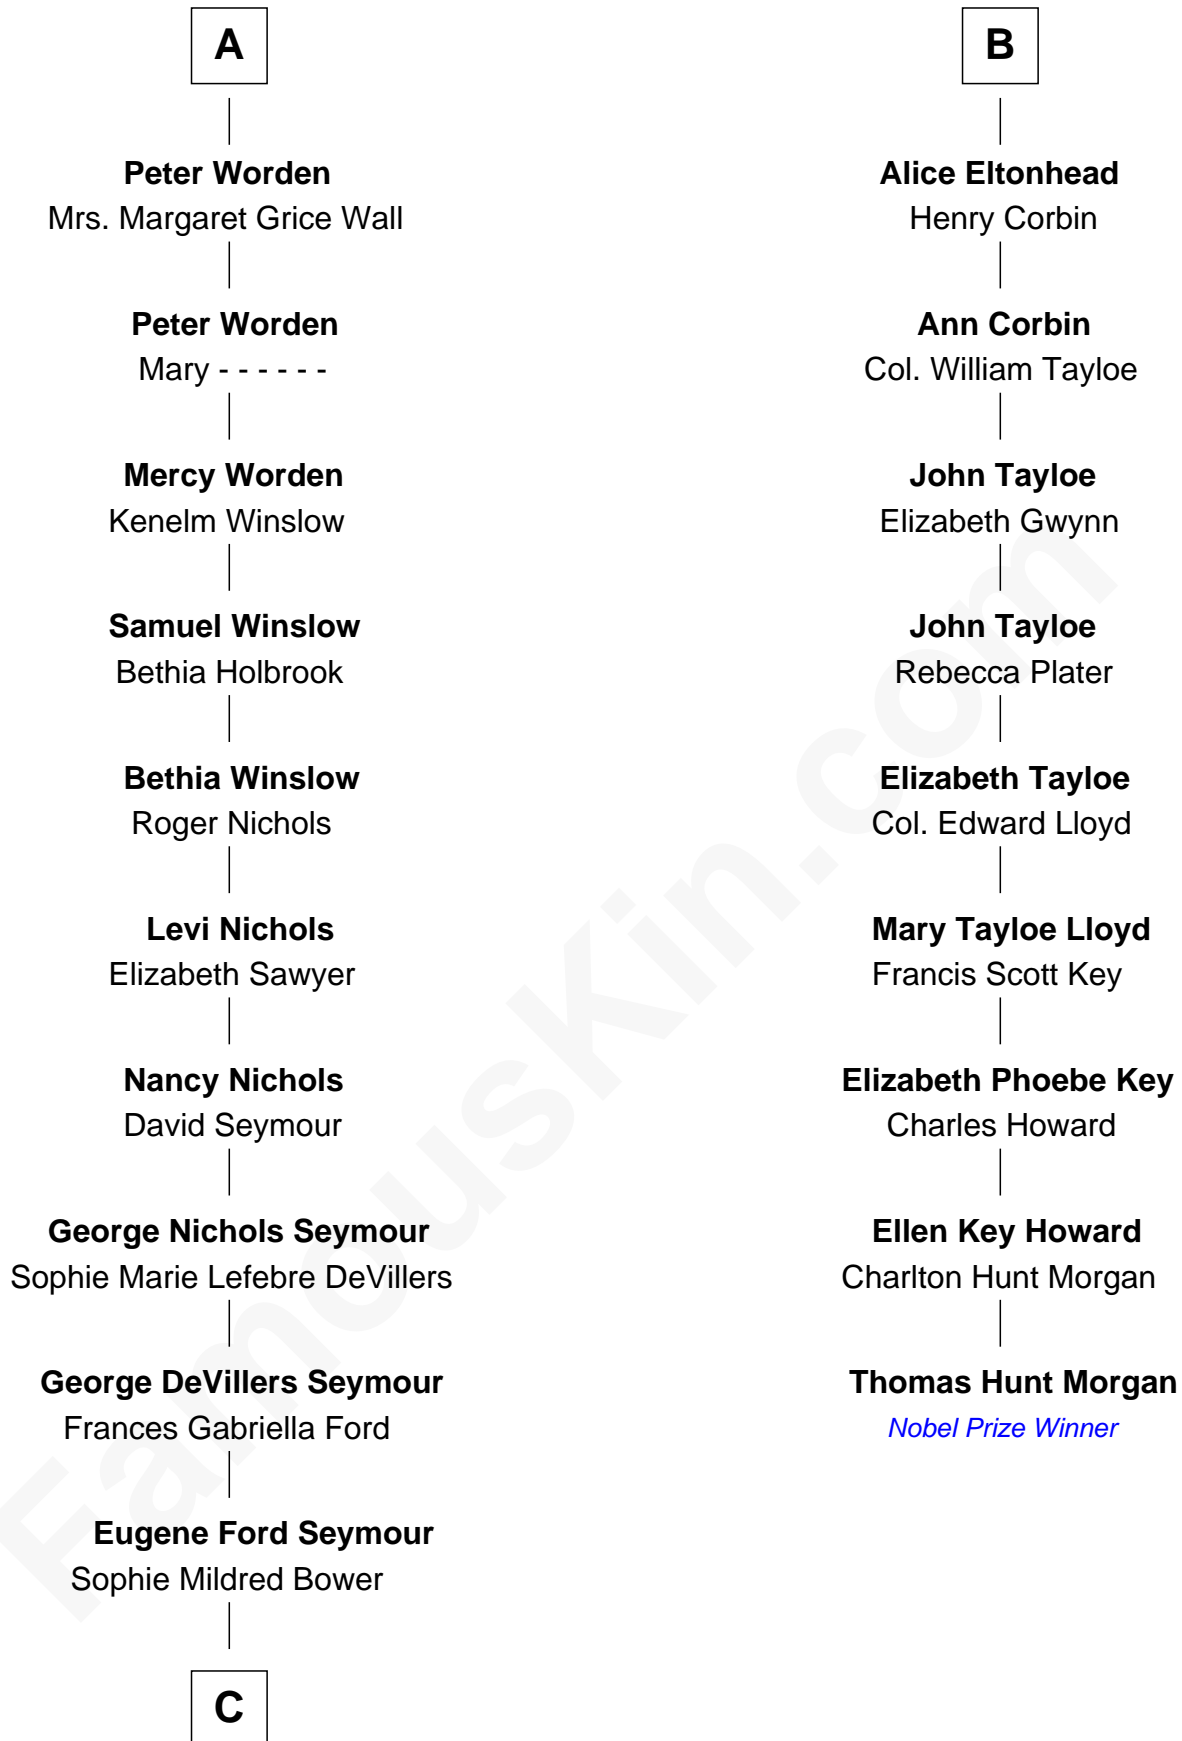 A
Peter Worden
Mrs. Margaret Grice Wall
Peter Worden
Mary - - - - - -
Mercy Worden
Kenelm Winslow
Samuel Winslow
Bethia Holbrook
Bethia Winslow
Roger Nichols
Levi Nichols
Elizabeth Sawyer
Nancy Nichols
David Seymour
George Nichols Seymour
Sophie Marie Lefebre DeVillers
George DeVillers Seymour
Frances Gabriella Ford
Eugene Ford Seymour
Sophie Mildred Bower
C
B
Alice Eltonhead
Henry Corbin
Ann Corbin
Col. William Tayloe
John Tayloe
Elizabeth Gwynn
John Tayloe
Rebecca Plater
Elizabeth Tayloe
Col. Edward Lloyd
Mary Tayloe Lloyd
Francis Scott Key
Elizabeth Phoebe Key
Charles Howard
Ellen Key Howard
Charlton Hunt Morgan
Thomas Hunt Morgan
Nobel Prize Winner
FamousKin.com